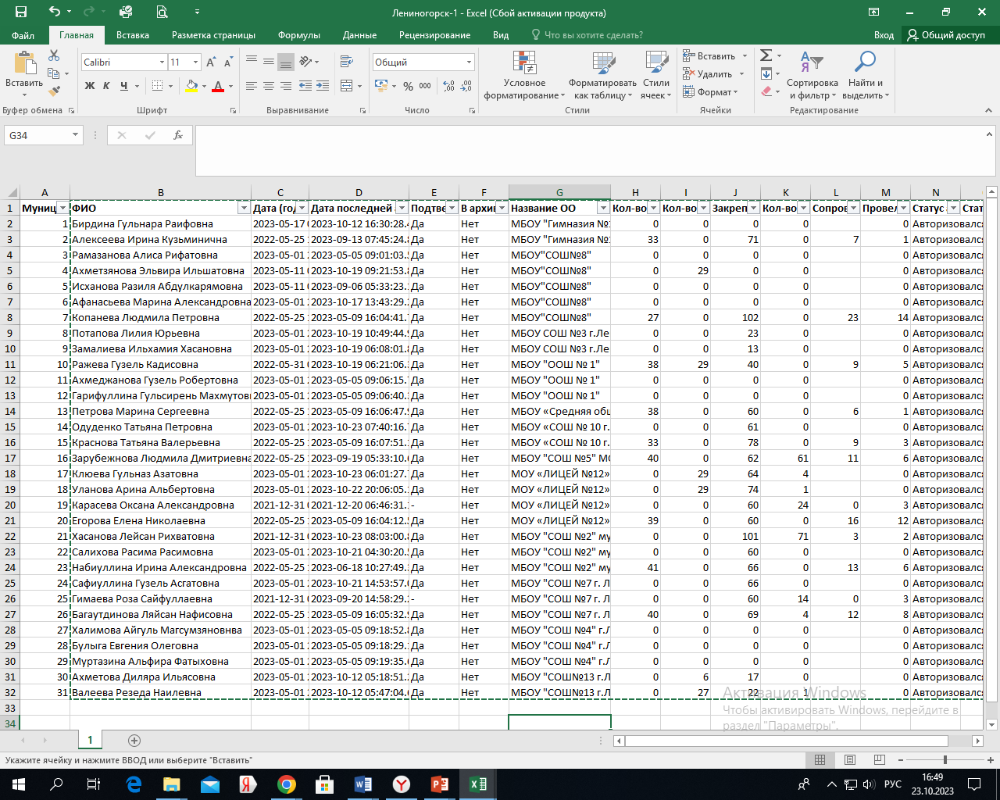 Лениногорск-1 - Excel (Сбой активации продукта)
Файл Главная Вставка Разметка страницы Формулы Данные Рецензирование Вид Что вы хотите сделать? Вход Общий доступ
Вставить Calibri 11 Общий Условное форматирование Форматировать как таблицу Стили ячеек Вставить Удалить Формат Сортировка и фильтр Найти и выделить
Ж К Ч А % 000
Буфер обмена Шрифт Выравнивание Число Стили Ячейки Редактирование
G34 fx
A B C D E F G H I J K L M N
1 Муниц ФИО Дата (год Дата последней Подтве В архив Название ОО Кол-во Кол-во Закреп Кол-во Сопров Провел Статус Стат
2 1 Бирдина Гульнара Раифовна 2023-05-17 2023-10-12 16:30:28. Да Нет МБОУ "Гимназия № 0 0 0 0 0 Авторизовался
3 2 Алексеева Ирина Кузьминична 2022-05-25 2023-09-13 07:45:24. Да Нет МБОУ "Гимназия № 33 0 71 0 7 1 Авторизовался
4 3 Рамазанова Алиса Рифатовна 2023-05-01 2023-05-05 09:01:03. Да Нет МБОУ"СОШ№8" 0 0 0 0 0 Авторизовался
5 4 Ахметзянова Эльвира Ильшатовна 2023-05-11 2023-10-19 09:21:53. Да Нет МБОУ"СОШ№8" 0 29 0 0 0 Авторизовался
6 5 Исханова Разиля Абдулкарямовна 2023-05-11 2023-09-06 05:33:23. Да Нет МБОУ"СОШ№8" 0 0 0 0 0 Авторизовался
7 6 Афанасьева Марина Александровна 2023-05-01 2023-10-17 13:43:29. Да Нет МБОУ"СОШ№8" 0 0 0 0 0 Авторизовался
8 7 Копанева Людмила Петровна 2022-05-25 2023-05-09 16:04:41. Да Нет МБОУ"СОШ№8" 27 0 102 0 23 14 Авторизовался
9 8 Потапова Лилия Юрьевна 2023-05-01 2023-10-19 10:49:44. Да Нет МБОУ СОШ №3 г.Ле 0 0 23 0 0 Авторизовался
10 9 Замалиева Ильхамия Хасановна 2023-05-01 2023-10-19 06:08:01. Да Нет МБОУ СОШ №3 г.Ле 0 0 13 0 0 Авторизовался
11 10 Ражева Гузель Кадисовна 2022-05-31 2023-10-19 06:21:06. Да Нет МБОУ "ООШ № 1" 38 29 40 0 9 5 Авторизовался
12 11 Ахмеджанова Гузель Робертовна 2023-05-01 2023-05-05 09:06:15. Да Нет МБОУ "ООШ № 1" 0 0 0 0 0 Авторизовался
13 12 Гарифуллина Гульсирень Махмутов 2023-05-01 2023-05-05 09:06:40. Да Нет МБОУ "ООШ № 1" 0 0 0 0 0 Авторизовался
14 13 Петрова Марина Сергеевна 2022-05-25 2023-05-09 16:06:47. Да Нет МБОУ «Средняя общ 38 0 60 0 6 1 Авторизовался
15 14 Одуденко Татьяна Петровна 2023-05-01 2023-10-23 07:40:16. Да Нет МБОУ «СОШ № 10 г. 0 0 61 0 0 Авторизовался
16 15 Краснова Татьяна Валерьевна 2022-05-25 2023-05-09 16:07:51. Да Нет МБОУ «СОШ № 10 г. 33 0 78 0 9 3 Авторизовался
17 16 Зарубежнова Людмила Дмитриевна 2022-05-25 2023-09-19 05:33:10. Да Нет МБОУ "СОШ №5" МО 40 0 62 61 11 6 Авторизовался
18 17 Клюева Гульназ Азатовна 2023-05-01 2023-10-23 06:01:27. Да Нет МОУ «ЛИЦЕЙ №12» 0 29 64 4 0 Авторизовался
19 18 Уланова Арина Альбертовна 2023-05-01 2023-10-22 20:06:05. Да Нет МОУ «ЛИЦЕЙ №12» 0 29 74 1 0 Авторизовался
20 19 Карасева Оксана Александровна 2021-12-31 2021-12-20 06:46:31. - Нет МОУ «ЛИЦЕЙ №12» 0 0 60 24 0 3 Авторизовался
21 20 Егорова Елена Николаевна 2022-05-25 2023-05-09 16:04:12. Да Нет МОУ «ЛИЦЕЙ №12» 39 0 60 0 16 12 Авторизовался
22 21 Хасанова Лейсан Рихватовна 2021-12-31 2023-10-23 08:03:00. Да Нет МБОУ "СОШ №2" му 0 0 101 71 3 2 Авторизовался
23 22 Салихова Расима Расимовна 2023-05-01 2023-10-21 04:30:20. Да Нет МБОУ "СОШ №2" му 0 0 60 0 0 Авторизовался
24 23 Набиуллина Ирина Александровна 2022-05-25 2023-06-18 10:27:49. Да Нет МБОУ "СОШ №2" му 41 0 66 0 13 6 Авторизовался
25 24 Сафиуллина Гузель Асгатовна 2023-05-01 2023-10-21 14:53:57. Да Нет МБОУ "СОШ №7 г. Л 0 0 66 0 0 Авторизовался
26 25 Гимаева Роза Сайфуллаевна 2021-12-31 2023-09-20 14:58:29. - Нет МБОУ "СОШ №7 г. Л 0 0 60 14 0 3 Авторизовался
27 26 Багаутдинова Ляйсан Нафисовна 2022-05-25 2023-05-09 16:05:32. Да Нет МБОУ "СОШ №7 г. Л 40 0 69 4 12 8 Авторизовался
28 27 Халимова Айгуль Магсумзяновнва 2023-05-01 2023-05-05 09:18:52. Да Нет МБОУ "СОШ №4" г.Л 0 0 0 0 0 Авторизовался
29 28 Булыга Евгения Олеговна 2023-05-01 2023-05-05 09:18:29. Да Нет МБОУ "СОШ №4" г.Л 0 0 0 0 0 Авторизовался
30 29 Муртазина Альфира Фатыховна 2023-05-01 2023-05-05 09:19:35. Да Нет МБОУ "СОШ №4" г.Л 0 0 0 0 0 Авторизовался
31 30 Ахметова Диляра Ильясовна 2023-05-01 2023-10-12 05:18:51. Да Нет МБОУ "СОШ№13 г.Л 0 6 17 0 0 Авторизовался
32 31 Валеева Резеда Наилевна 2023-05-01 2023-10-12 05:47:04. Да Нет МБОУ "СОШ№13 г.Л 0 27 22 1 0 Авторизовался
33
34
Активация Windows
Чтобы активировать Windows, перейдите в
раздел "Параметры".
1
Укажите ячейку и нажмите ВВОД или выберите "Вставить"
РУС 16:49
23.10.2023